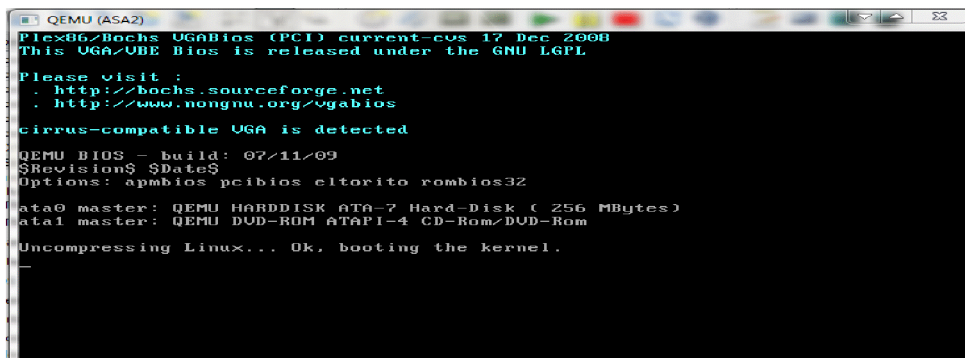 QEMU (ASA2)
Plex86/Bochs VGABios (PCI) current-cvs 17 Dec 2008
This VGA/VBE Bios is released under the GNU LGPL
Please visit :
. http://bochs.sourceforge.net
. http://www.nongnu.org/vgabios
cirrus-compatible VGA is detected
QEMU BIOS - build: 07/11/09
$Revision$ $Date$
Options: apmbios pcibios eltorito rombios32
ata0 master: QEMU HARDDISK ATA-7 Hard-Disk ( 256 MBytes)
ata1 master: QEMU DVD-ROM ATAPI-4 CD-Rom/DVD-Rom
Uncompressing Linux... Ok, booting the kernel.